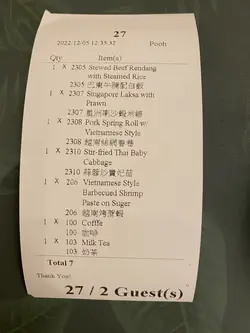 27
2022/12/05 12:35:32 Pooh
Qty Item(s)
1 X 2305 Stewed Beef Rendang
with Steamed Rice
2305 巴東牛腩配白飯
1 X 2307 Singapore Laksa with
Prawn
2307 星洲喇沙蝦米線
1 X 2308 Pork Spring Roll w/
Vietnamese Style
2308 越南絲網春卷
1 X 2310 Stir-fried Thai Baby
Cabbage
2310 蒜蓉炒寶芥苗
1 X 206 Vietnamese Style
Barbecued Shrimp
Paste on Sugar
206 越南烤蔗蝦
1 X 100 Coffee
100 咖啡
1 X 103 Milk Tea
103 奶茶
Total 7
Thank You!
27 / 2 Guest(s)